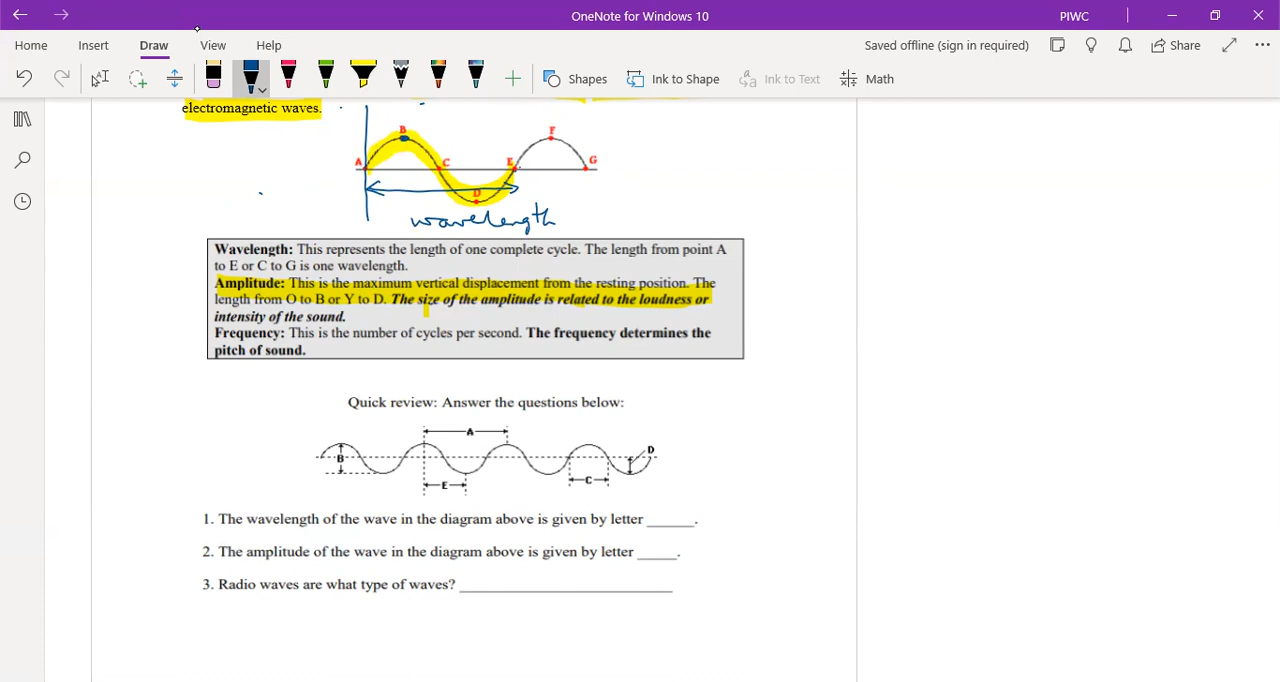 OneNote for Windows 10
PIWC
Home Insert Draw View Help
Saved offline (sign in required)
Share
Shapes
Ink to Shape
Ink to Text
Math
electromagnetic waves.
B
F
A
C
E
G
D
wavelength
Wavelength: This represents the length of one complete cycle. The length from point A
to E or C to G is one wavelength.
Amplitude: This is the maximum vertical displacement from the resting position. The
length from O to B or Y to D. The size of the amplitude is related to the loudness or
intensity of the sound.
Frequency: This is the number of cycles per second. The frequency determines the
pitch of sound.
Quick review: Answer the questions below:
A
D
B
E
C
1. The wavelength of the wave in the diagram above is given by letter ______.
2. The amplitude of the wave in the diagram above is given by letter _____.
3. Radio waves are what type of waves? ___________________________